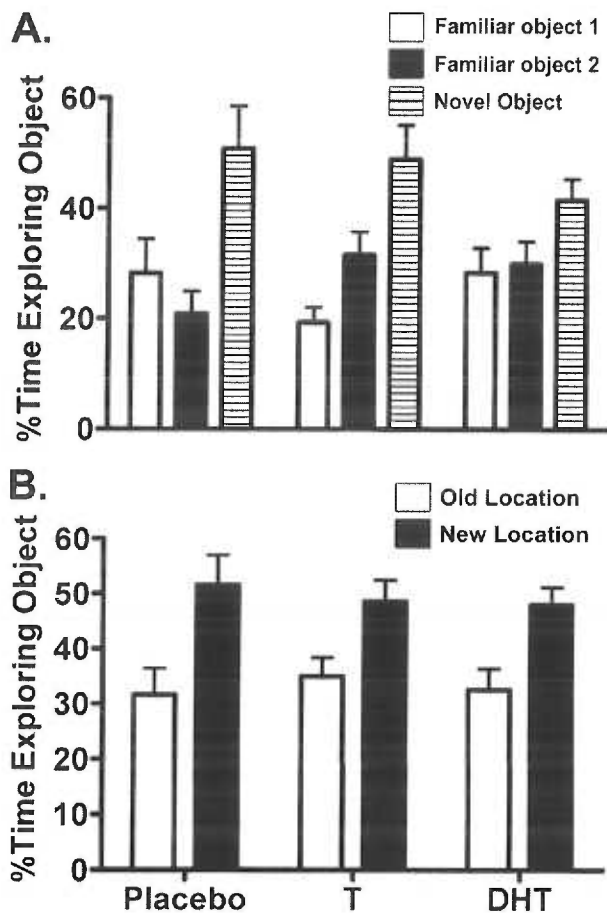 A.
Familiar object 1
Familiar object 2
Novel Object
%Time Exploring Object
60
40
20
0
B.
Old Location
New Location
%Time Exploring Object
60
50
40
30
20
10
0
Placebo T DHT